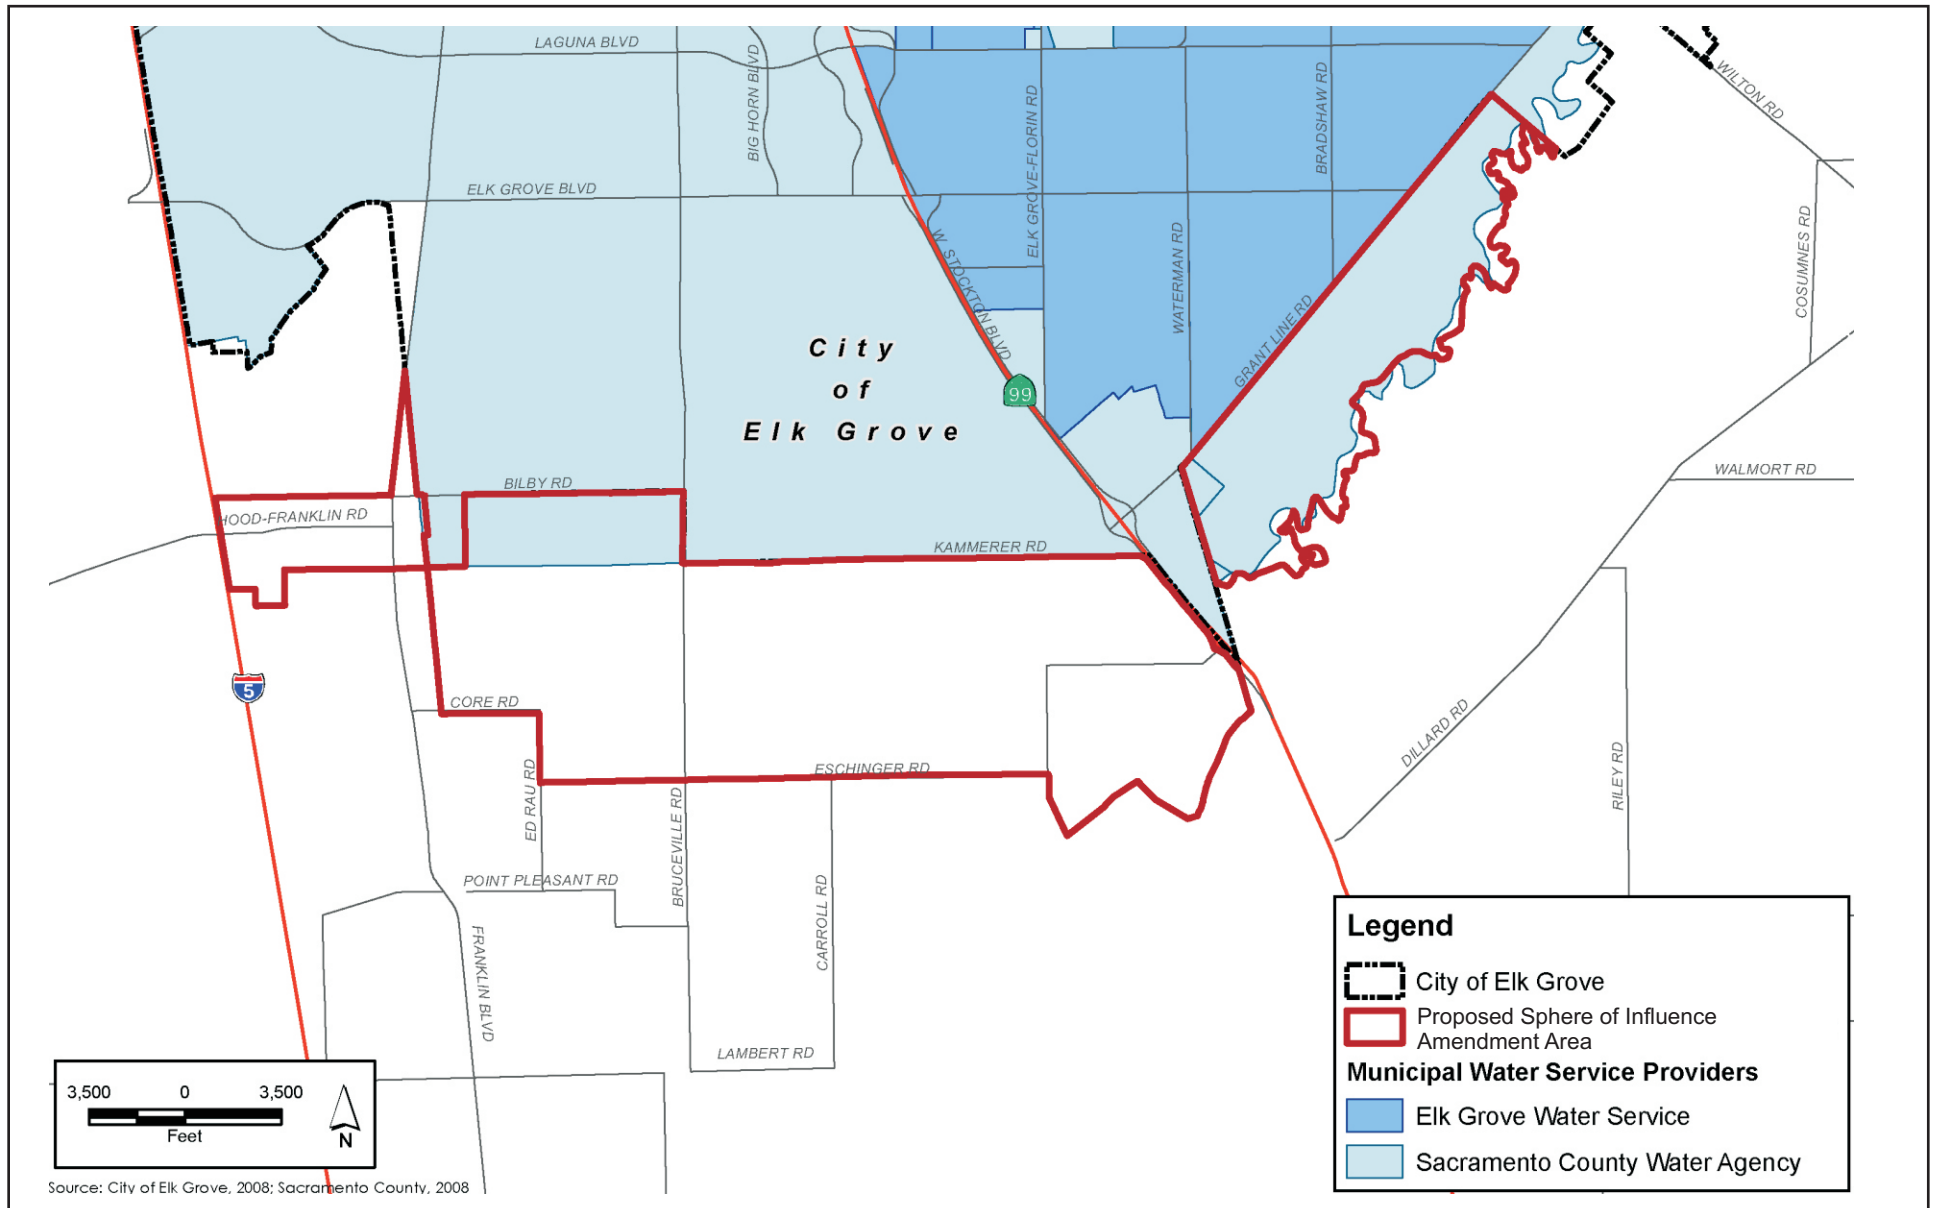 LAGUNA BLVD
BIG HORN BLVD
ELK GROVE-FLORIN RD
BRADSHAW RD
WILTON RD
ELK GROVE BLVD
W. STOCKTON BLVD
WATERMAN RD
COSUMNES RD
GRANT LINE RD
City
of
Elk Grove
99
BILBY RD
HOOD-FRANKLIN RD
KAMMERER RD
WALMORT RD
5
CORE RD
DILLARD RD
RILEY RD
ED RAU RD
ESCHINGER RD
BRUCEVILLE RD
POINT PLEASANT RD
CARROLL RD
FRANKLIN BLVD
LAMBERT RD
Legend
City of Elk Grove
Proposed Sphere of Influence
Amendment Area
Municipal Water Service Providers
Elk Grove Water Service
Sacramento County Water Agency
3,500 0 3,500
Feet
N
Source: City of Elk Grove, 2008; Sacramento County, 2008